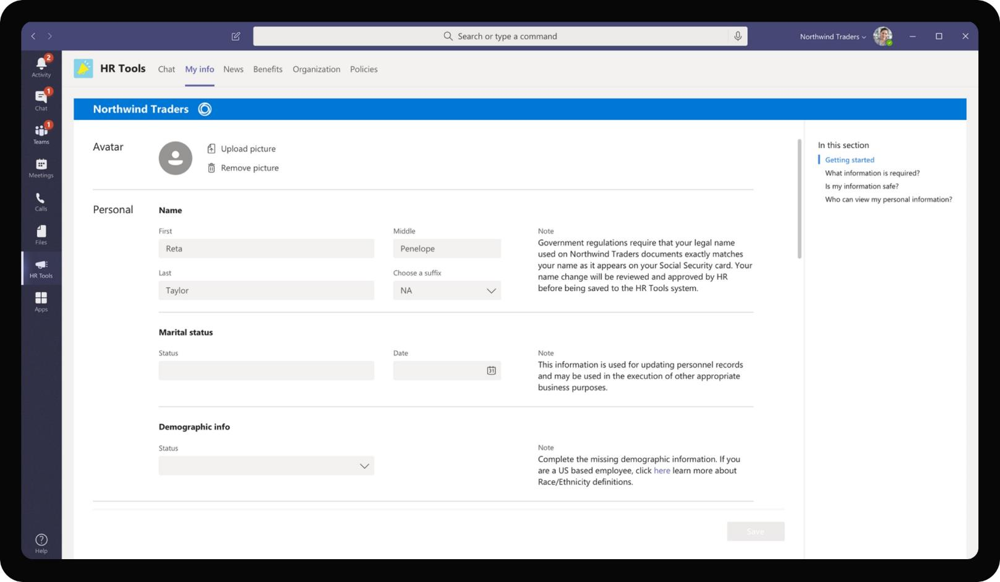 Search or type a command
Northwind Traders
2
Activity
1
Chat
1
Teams
Meetings
Calls
Files
HR Tools
Apps
Help
HR Tools
Chat
My info
News
Benefits
Organization
Policies
Northwind Traders
Avatar
Upload picture
Remove picture
Personal
Name
First
Reta
Middle
Penelope
Last
Taylor
Choose a suffix
NA
Note
Government regulations require that your legal name
used on Northwind Traders documents exactly matches
your name as it appears on your Social Security card. Your
name change will be reviewed and approved by HR
before being saved to the HR Tools system.
Marital status
Status
Date
31
Note
This information is used for updating personnel records
and may be used in the execution of other appropriate
business purposes.
Demographic info
Status
Note
Complete the missing demographic information. If you
are a US based employee, click here learn more about
Race/Ethnicity definitions.
Save
In this section
Getting started
What information is required?
Is my information safe?
Who can view my personal information?